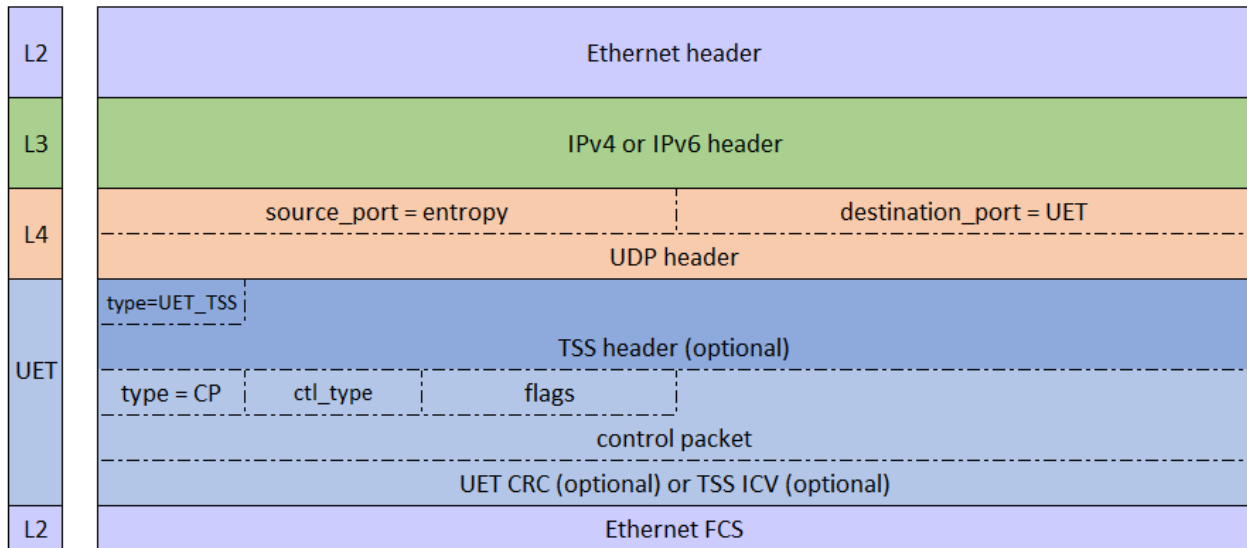 L2 Ethernet header
L3 IPv4 or IPv6 header
L4 source_port = entropy destination_port = UET
UDP header
UET type=UET_TSS
TSS header (optional)
type = CP ctl_type flags
control packet
UET CRC (optional) or TSS ICV (optional)
L2 Ethernet FCS